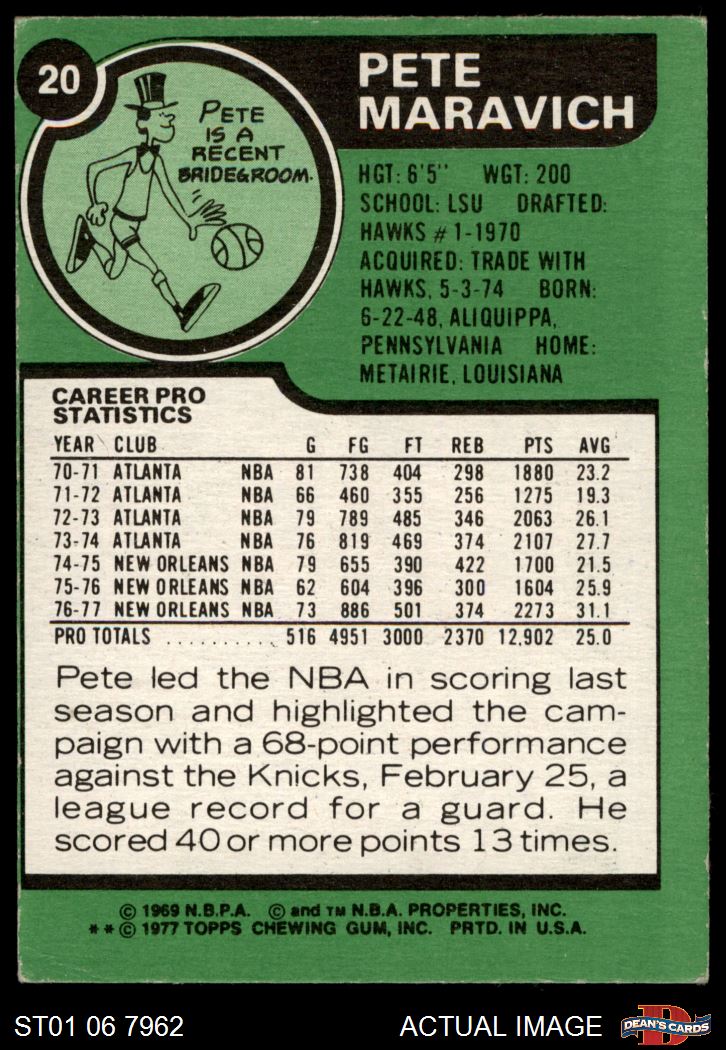 20
PETE
IS A
RECENT
BRIDEGROOM.
PETE
MARAVICH
HGT: 6'5" WGT: 200
SCHOOL: LSU DRAFTED:
HAWKS #1-1970
ACQUIRED: TRADE WITH
HAWKS, 5-3-74 BORN:
6-22-48, ALIQUIPPA,
PENNSYLVANIA HOME:
METAIRIE, LOUISIANA
CAREER PRO
STATISTICS
YEAR CLUB G FG FT REB PTS AVG
70-71 ATLANTA NBA 81 738 404 298 1880 23.2
71-72 ATLANTA NBA 66 460 355 256 1275 19.3
72-73 ATLANTA NBA 79 789 485 346 2063 26.1
73-74 ATLANTA NBA 76 819 469 374 2107 27.7
74-75 NEW ORLEANS NBA 79 655 390 422 1700 21.5
75-76 NEW ORLEANS NBA 62 604 396 300 1604 25.9
76-77 NEW ORLEANS NBA 73 886 501 374 2273 31.1
PRO TOTALS .......... 516 4951 3000 2370 12,902 25.0
Pete led the NBA in scoring last
season and highlighted the cam-
paign with a 68-point performance
against the Knicks, February 25, a
league record for a guard. He
scored 40 or more points 13 times.
© 1969 N.B.P.A. © and TM N.B.A. PROPERTIES, INC.
**© 1977 TOPPS CHEWING GUM, INC. PRTD. IN U.S.A.
ST01 06 7962 ACTUAL IMAGE
D
DEAN'S CARDS